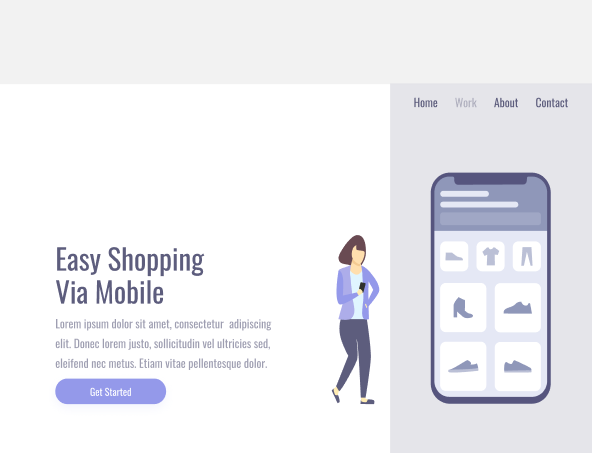 Home Work About Contact
Easy Shopping
Via Mobile
Lorem ipsum dolor sit amet, consectetur adipiscing
elit. Donec lorem justo, sollicitudin vel ultricies sed,
eleifend nec metus. Etiam vitae pellentesque dolor.
Get Started